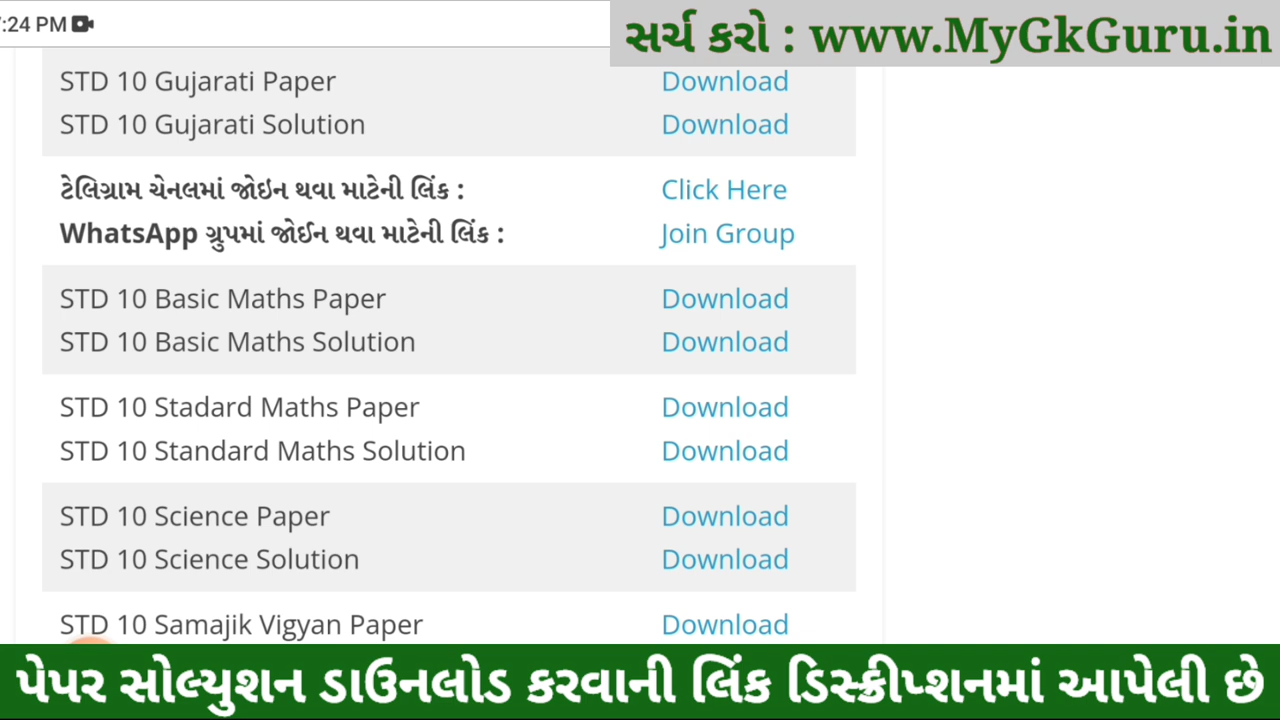 :24 PM
સર્ચ કરો : www.MyGkGuru.in
STD 10 Gujarati Paper Download
STD 10 Gujarati Solution Download
ટેલિગ્રામ ચેનલમાં જોઇન થવા માટેની લિંક : Click Here
WhatsApp ગ્રુપમાં જોઈન થવા માટેની લિંક : Join Group
STD 10 Basic Maths Paper Download
STD 10 Basic Maths Solution Download
STD 10 Stadard Maths Paper Download
STD 10 Standard Maths Solution Download
STD 10 Science Paper Download
STD 10 Science Solution Download
STD 10 Samajik Vigyan Paper Download
પેપર સોલ્યુશન ડાઉનલોડ કરવાની લિંક ડિસ્ક્રીપ્શનમાં આપેલી છે